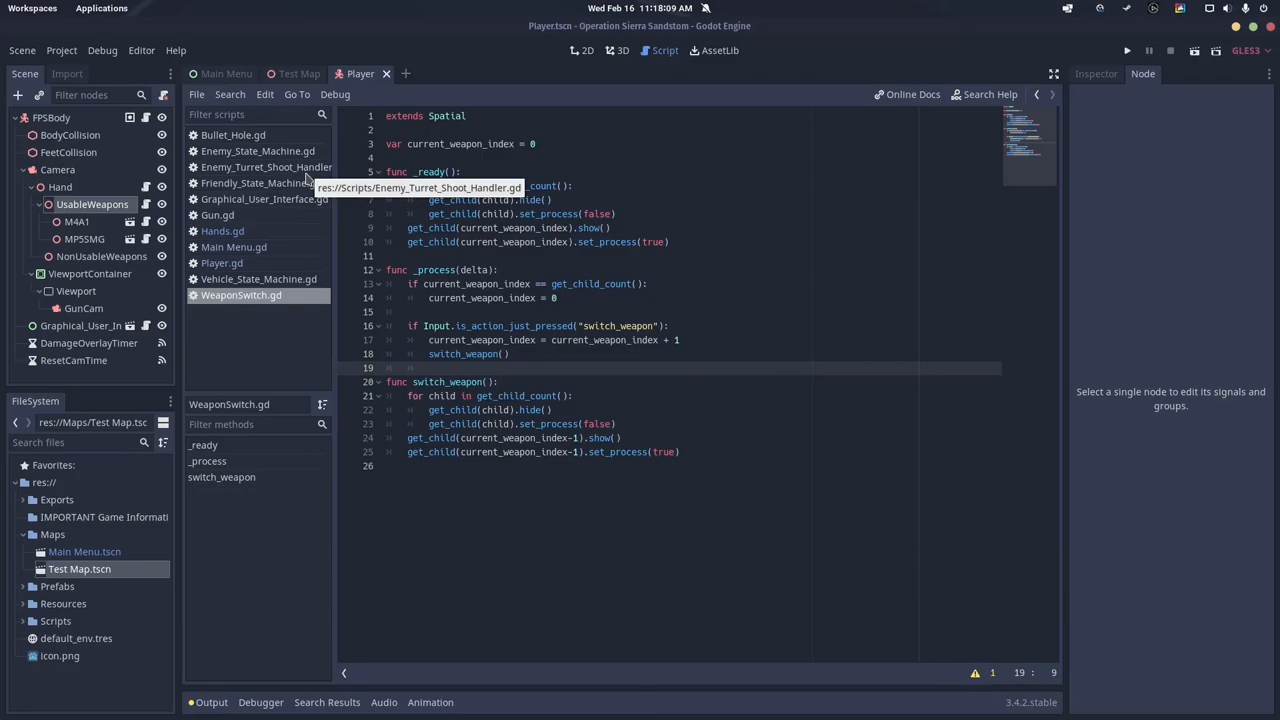 Workspaces Applications Wed Feb 16 11:18:09 AM
Player.tscn - Operation Sierra Sandstom - Godot Engine
Scene Project Debug Editor Help 2D 3D Script AssetLib GLES3
Scene Import
Filter nodes
FPSBody
BodyCollision
FeetCollision
Camera
Hand
UsableWeapons
M4A1
MP5SMG
NonUsableWeapons
ViewportContainer
Viewport
GunCam
Graphical_User_In
DamageOverlayTimer
ResetCamTime
FileSystem
res://Maps/Test Map.tsc
Search files
Favorites:
res://
Exports
IMPORTANT Game Informati
Maps
Main Menu.tscn
Test Map.tscn
Prefabs
Resources
Scripts
default_env.tres
icon.png
Main Menu Test Map Player
File Search Edit Go To Debug Online Docs Search Help
Filter scripts
Bullet_Hole.gd
Enemy_State_Machine.gd
Enemy_Turret_Shoot_Handler
Friendly_State_Machine
Graphical_User_Interface.gd
Gun.gd
Hands.gd
Main Menu.gd
Player.gd
Vehicle_State_Machine.gd
WeaponSwitch.gd
WeaponSwitch.gd
Filter methods
_ready
_process
switch_weapon
res://Scripts/Enemy_Turret_Shoot_Handler.gd
1 extends Spatial
2
3 var current_weapon_index = 0
4
5 func _ready():
_count():
7 get_child(child).hide()
8 get_child(child).set_process(false)
9 get_child(current_weapon_index).show()
10 get_child(current_weapon_index).set_process(true)
11
12 func _process(delta):
13 if current_weapon_index == get_child_count():
14 current_weapon_index = 0
15
16 if Input.is_action_just_pressed("switch_weapon"):
17 current_weapon_index = current_weapon_index + 1
18 switch_weapon()
19
20 func switch_weapon():
21 for child in get_child_count():
22 get_child(child).hide()
23 get_child(child).set_process(false)
24 get_child(current_weapon_index-1).show()
25 get_child(current_weapon_index-1).set_process(true)
26
1 19 : 9
Output Debugger Search Results Audio Animation 3.4.2.stable
Inspector Node
Select a single node to edit its signals and
groups.